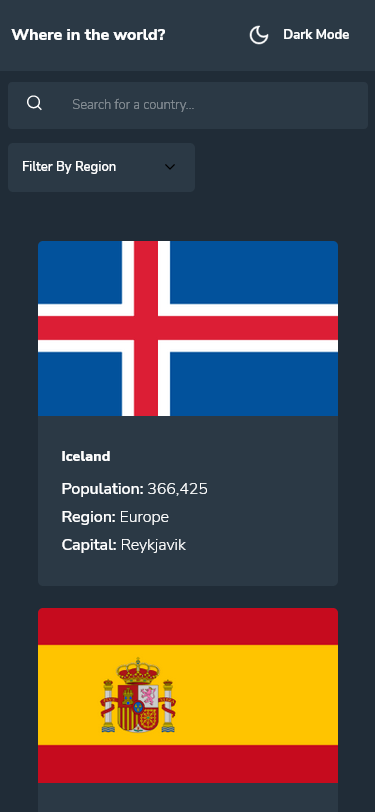 Where in the world?
Dark Mode
Search for a country...
Filter By Region
Iceland
Population: 366,425
Region: Europe
Capital: Reykjavik